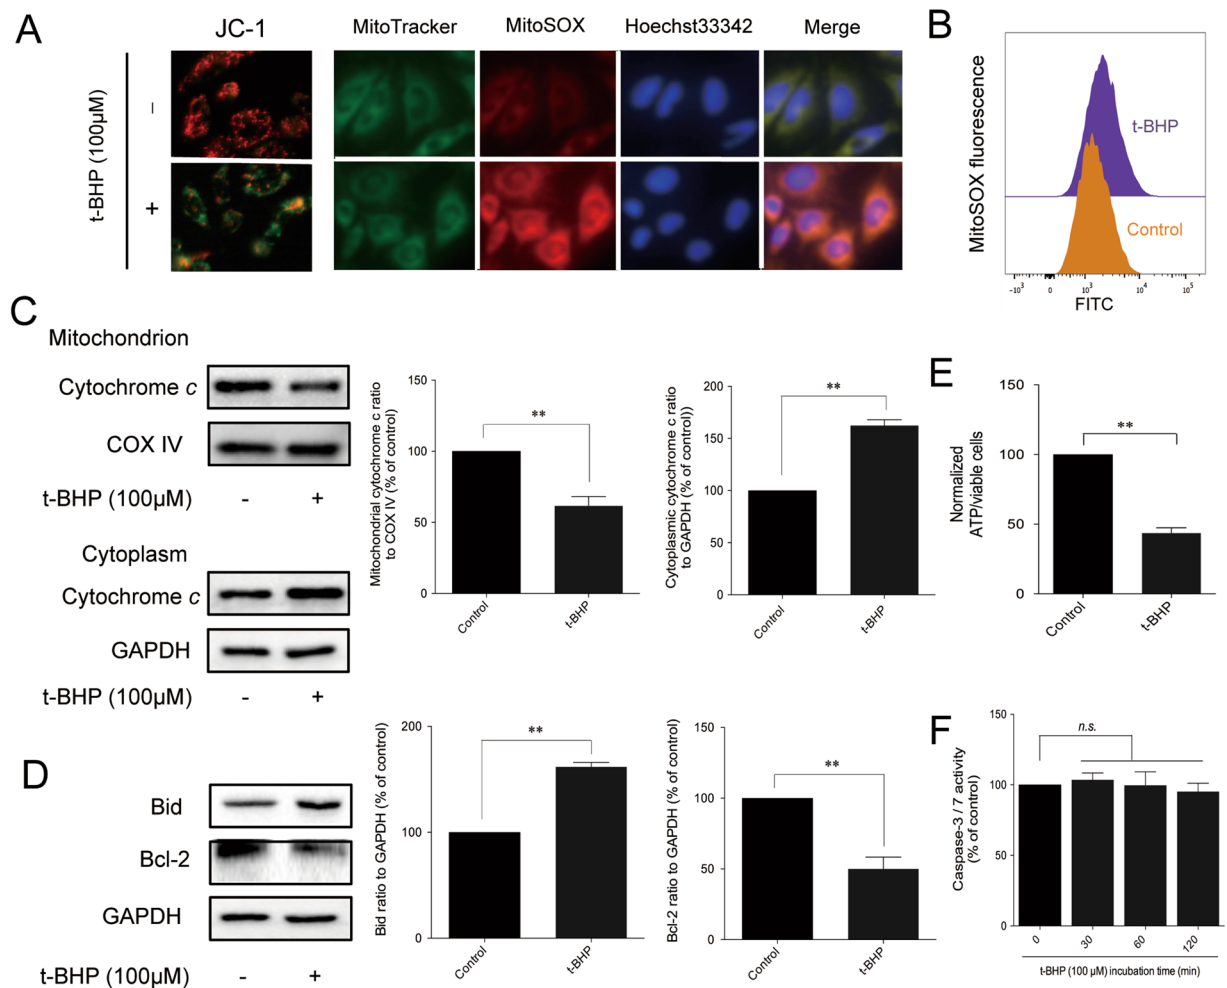 A
JC-1
MitoTracker
MitoSOX
Hoechst33342
Merge
t-BHP (100μM)
–
+
B
MitoSOX fluorescence
t-BHP
Control
-10³ 0 10³ 10⁴ 10⁵
FITC
C
Mitochondrion
Cytochrome c
COX IV
t-BHP (100μM) - +
Cytoplasm
Cytochrome c
GAPDH
t-BHP (100μM) - +
Mitochondrial cytochrome c ratio
to COX IV (% of control)
150
100
50
0
**
Control
t-BHP
Cytoplasmic cytochrome c ratio
to GAPDH (% of control))
200
150
100
50
0
**
Control
t-BHP
D
Bid
Bcl-2
GAPDH
t-BHP (100μM) - +
Bid ratio to GAPDH (% of control)
200
100
0
**
Control
t-BHP
Bcl-2 ratio to GAPDH (% of control)
150
100
50
0
**
Control
t-BHP
E
Normalized
ATP/viable cells
150
100
50
0
**
Control
t-BHP
F
Caspase-3 / 7 activity
(% of control)
150
100
50
0
n.s.
0 30 60 120
t-BHP (100 μM) incubation time (min)